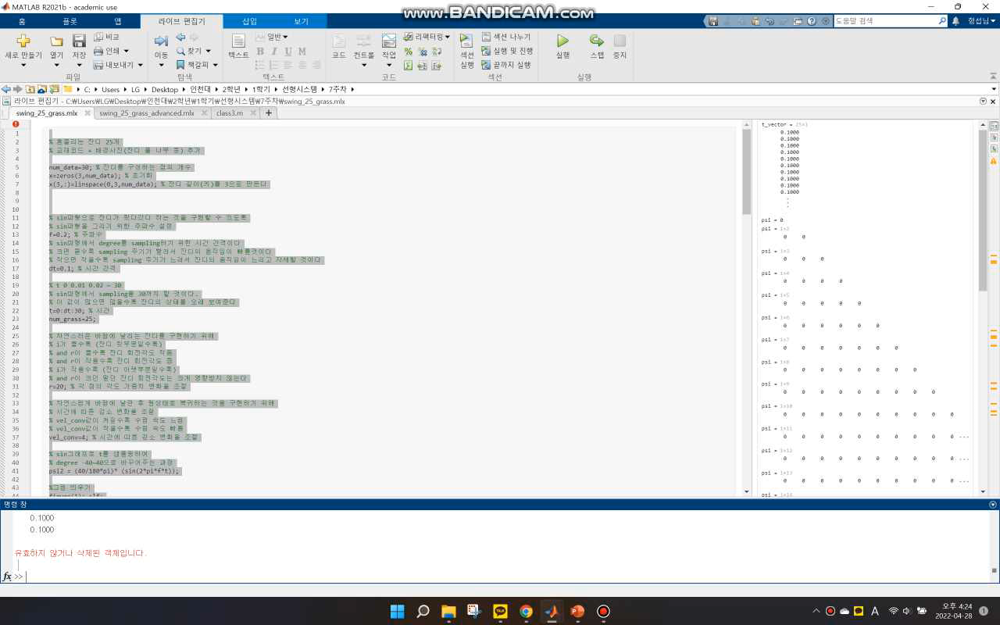 MATLAB R2021b - academic use
www.BANDICAM.com
홈 플롯 앱 라이브 편집기 삽입 보기
도움말 검색
형섭님
새로 만들기 열기 저장 비교 인쇄 내보내기
이동 찾기 책갈피
텍스트 일반
B I U M
코드 컨트롤 작업 리팩터링
섹션 실행 섹션 나누기 실행 및 진행 끝까지 실행
실행 스텝 중지
파일 탐색 텍스트 코드 섹션 실행
C: Users LG Desktop 인천대 2학년 1학기 선형시스템 7주차
라이브 편집기 - C:₩Users₩LG₩Desktop₩인천대₩2학년₩1학기₩선형시스템₩7주차₩swing_25_grass.mlx
swing_25_grass.mlx swing_25_grass_advanced.mlx class3.m
1
2 % 흔들리는 잔디 25개
3 % 교재코드 + 배경사진(잔디 풀 나무 등) 추가
4
5 num_data=30; % 잔디를 구성하는 점의 개수
6 x=zeros(3,num_data); % 초기화
7 x(3,:)=linspace(0,3,num_data); % 잔디 길이(키)를 3으로 만든다
8
9
10
11 % sin파형으로 잔디가 왔다갔다 하는 것을 구현할 수 있도록
12 % sin파형을 그리기 위한 주파수 설정
13 f=0.2; % 주파수
14 % sin파형에서 degree를 sampling하기 위한 시간 간격이다
15 % 크면 클수록 sampling 주기가 빨라서 잔디의 움직임이 빠를것이다
16 % 작으면 작을수록 sampling 주기가 느려서 잔디의 움직임이 느리고 자세할 것이다
17 dt=0.1; % 시간 간격
18
19 % t 0 0.01 0.02 ~ 30
20 % sin파형에서 sampling을 30까지 할 것이다.
21 % 이 값이 많으면 많을수록 잔디의 상태를 오래 보여준다
22 t=0:dt:30; % 시간
23 num_grass=25;
24
25 % 자연스러운 바람에 날리는 잔디를 구현하기 위해
26 % i가 클수록 (잔디 윗부분일수록)
27 % and r이 클수록 잔디 회전각도 작음
28 % and r이 작을수록 잔디 회전각도 큼
29 % i가 작을수록 (잔디 아랫부분일수록)
30 % and r이 크던 말던 잔디 회전각도는 크게 영향받지 않는다
31 r=20; % 각 점의 각도 가중치 변화율 조절
32
33 % 자연스럽게 바람에 날린 후 원상태로 복귀하는 것을 구현하기 위해
34 % 시간에 따른 감소 변화율 조절
35 % vel_conv값이 커질수록 수렴 속도 느림
36 % vel_conv값이 작을수록 수렴 속도 빠름
37 vel_conv=4; % 시간에 따른 감소 변화율 조절
38
39 % sin그래프로 t를 샘플링하여
40 % degree -40~40으로 바꾸어주는 과정
41 psi2 = (40/180*pi)* (sin(2*pi*f*t));
42
43 %그림 띄우기
44 figure(1); clf;
t_vector = 25×1
0.1000
0.1000
0.1000
0.1000
0.1000
0.1000
0.1000
0.1000
0.1000
0.1000
psi = 0
psi = 1×2
0 0
psi = 1×3
0 0 0
psi = 1×4
0 0 0 0
psi = 1×5
0 0 0 0 0
psi = 1×6
0 0 0 0 0 0
psi = 1×7
0 0 0 0 0 0 0
psi = 1×8
0 0 0 0 0 0 0 0
psi = 1×9
0 0 0 0 0 0 0 0 0
psi = 1×10
0 0 0 0 0 0 0 0 0 0
psi = 1×11
0 0 0 0 0 0 0 0 0 0 ...
psi = 1×12
0 0 0 0 0 0 0 0 0 0 ...
psi = 1×13
0 0 0 0 0 0 0 0 0 0 ...
psi = 1×14
명령 창
0.1000
0.1000
유효하지 않거나 삭제된 객체입니다.
fx >>
TALK
A
오후 4:24
2022-04-28
1